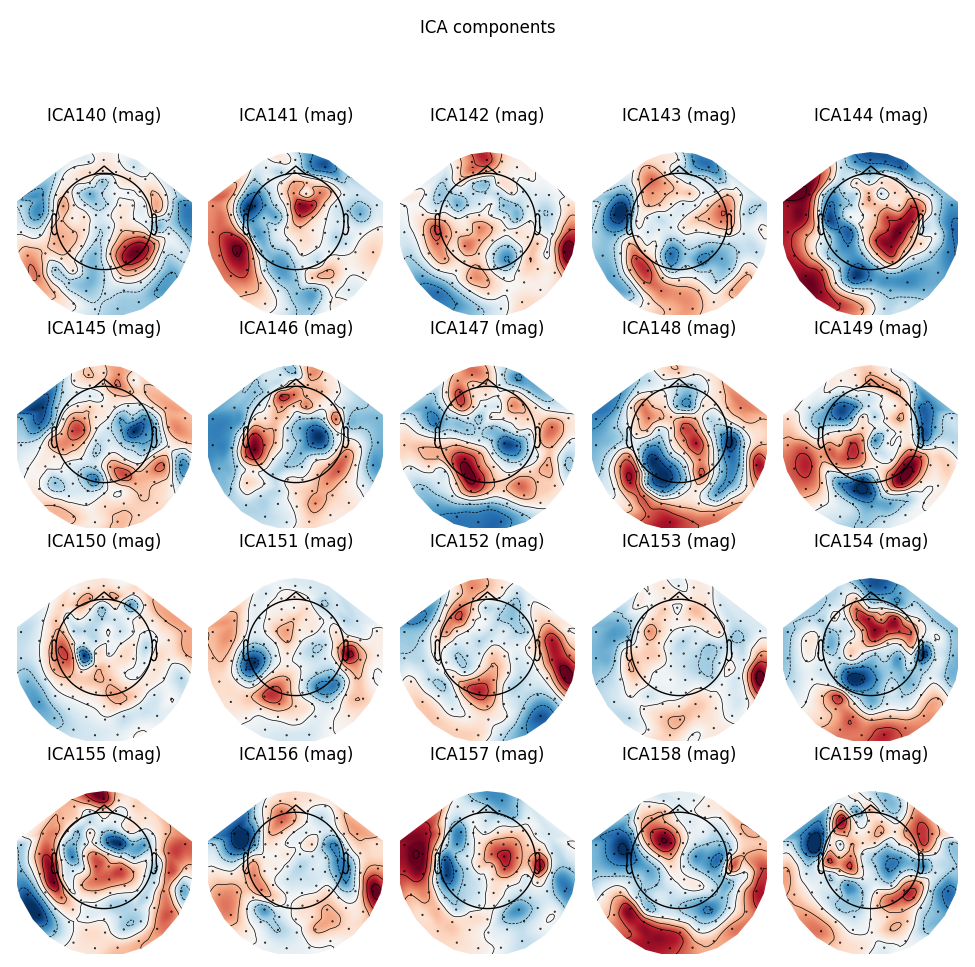 ICA components
ICA140 (mag) ICA141 (mag) ICA142 (mag) ICA143 (mag) ICA144 (mag)
ICA145 (mag) ICA146 (mag) ICA147 (mag) ICA148 (mag) ICA149 (mag)
ICA150 (mag) ICA151 (mag) ICA152 (mag) ICA153 (mag) ICA154 (mag)
ICA155 (mag) ICA156 (mag) ICA157 (mag) ICA158 (mag) ICA159 (mag)